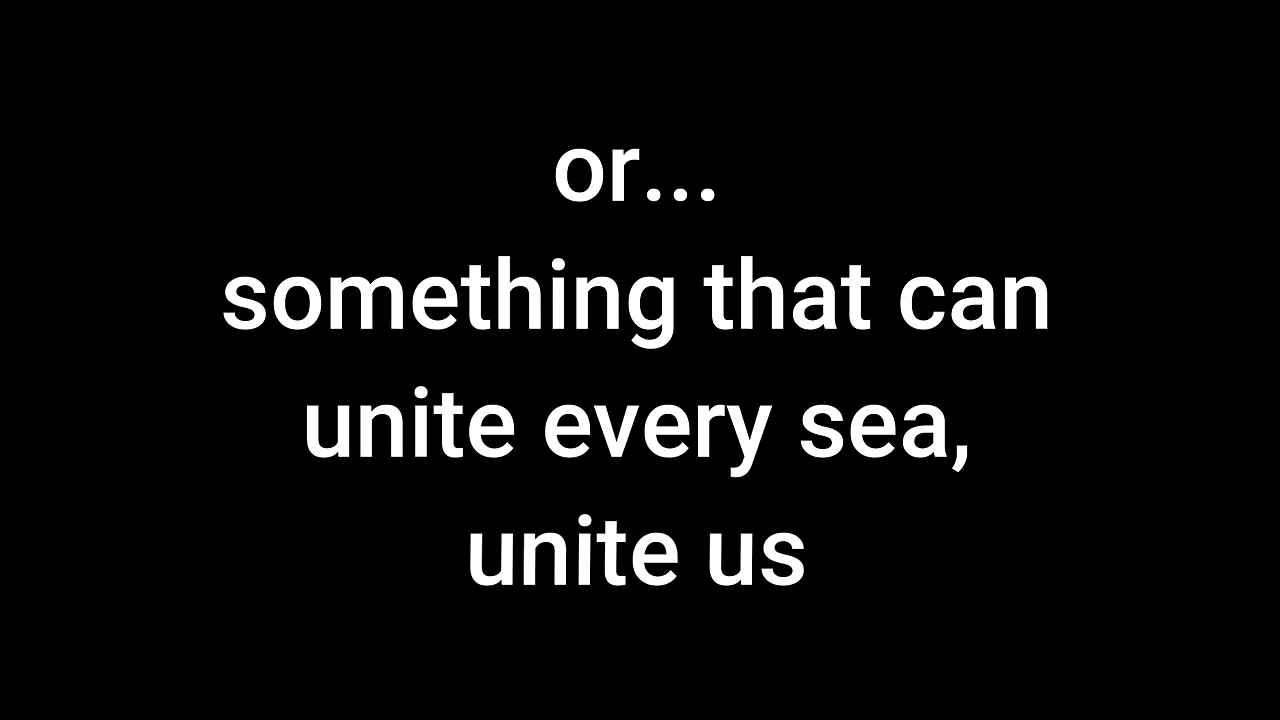 or...
something that can
unite every sea,
unite us